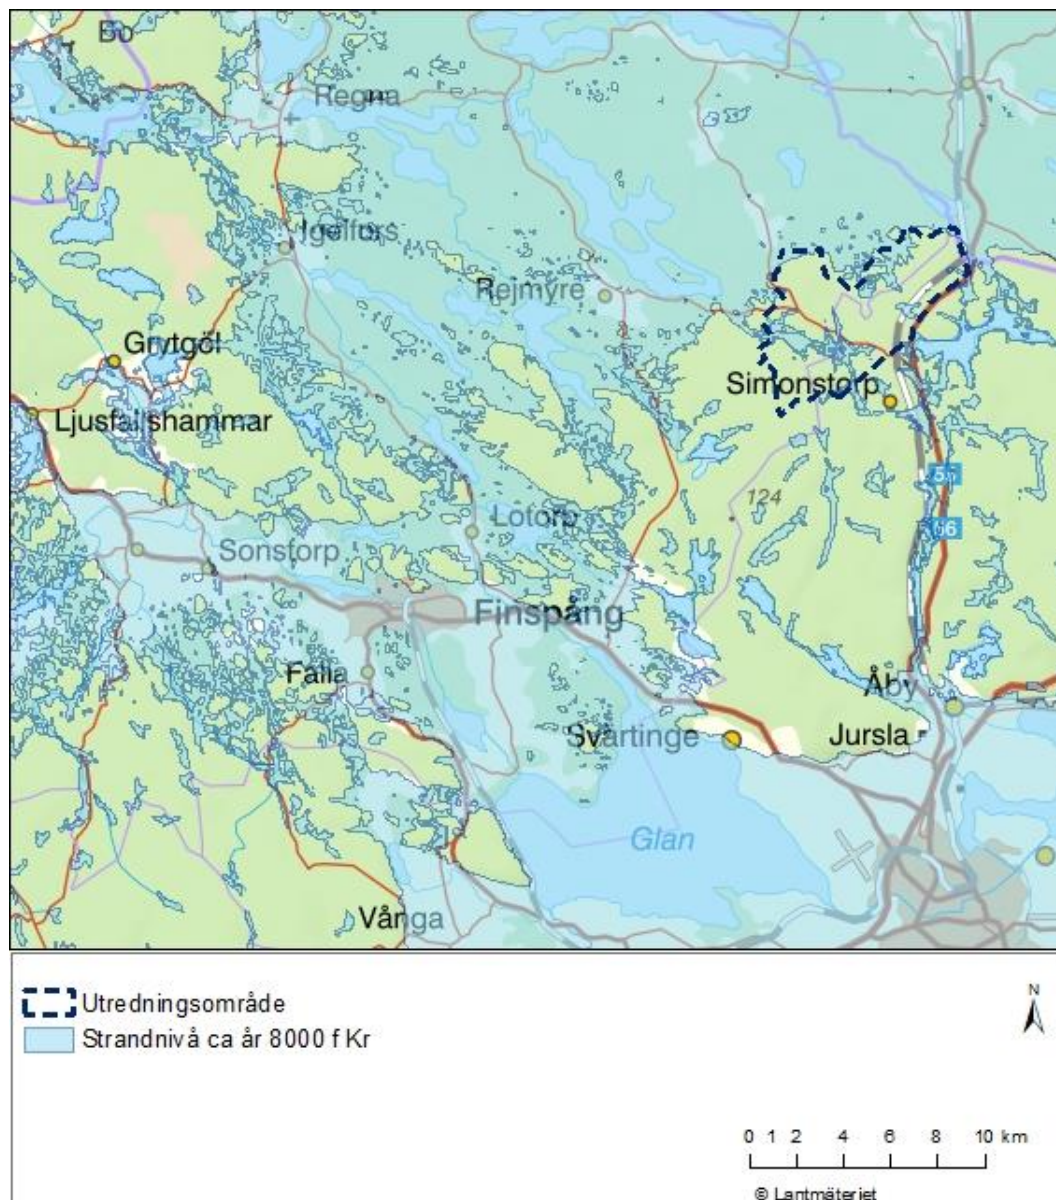 Bo
Regna
Igelfors
Rejmyre
Grytgöl
Simonstorp
Ljusfallshammar
55
124
Lotorp
56
Sonstorp
Finspång
Falla
Åby
Svärtinge
Jursla
Glan
Vånga
Utredningsområde
N
Strandnivå ca år 8000 f Kr
0 1 2 4 6 8 10 km
© Lantmäteriet